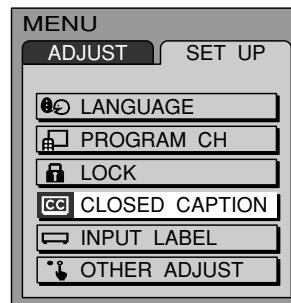 MENU
ADJUST SET UP
LANGUAGE
PROGRAM CH
LOCK
CC CLOSED CAPTION
INPUT LABEL
OTHER ADJUST